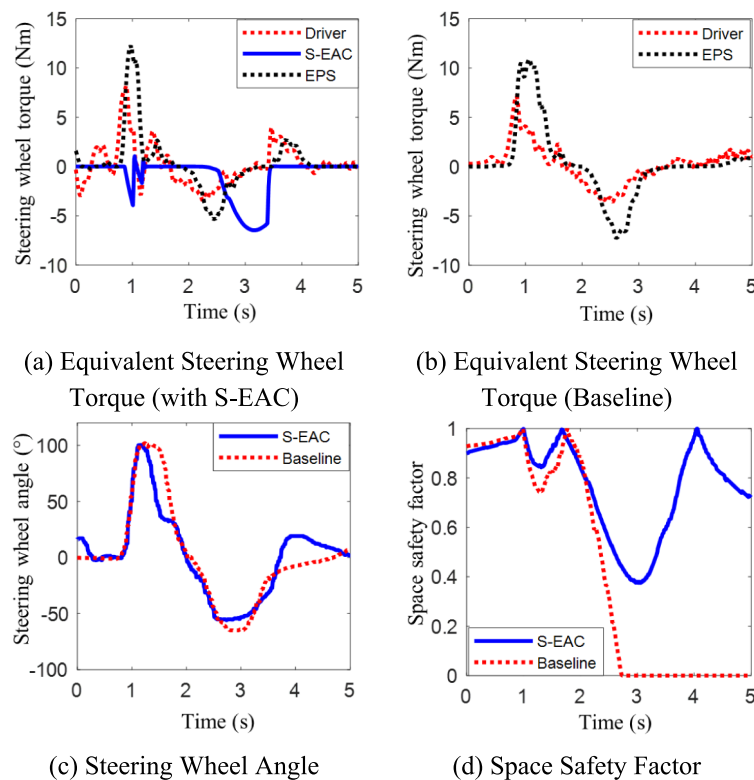 Steering wheel torque (Nm)
15
10
5
0
-5
-10
0 1 2 3 4 5
Time (s)
Driver
S-EAC
EPS
(a) Equivalent Steering Wheel
Torque (with S-EAC)
Steering wheel torque (Nm)
15
10
5
0
-5
-10
0 1 2 3 4 5
Time (s)
Driver
EPS
(b) Equivalent Steering Wheel
Torque (Baseline)
Steering wheel angle (°)
100
50
0
-50
-100
0 1 2 3 4 5
Time (s)
S-EAC
Baseline
(c) Steering Wheel Angle
Space safety factor
1
0.8
0.6
0.4
0.2
0
0 1 2 3 4 5
Time (s)
S-EAC
Baseline
(d) Space Safety Factor